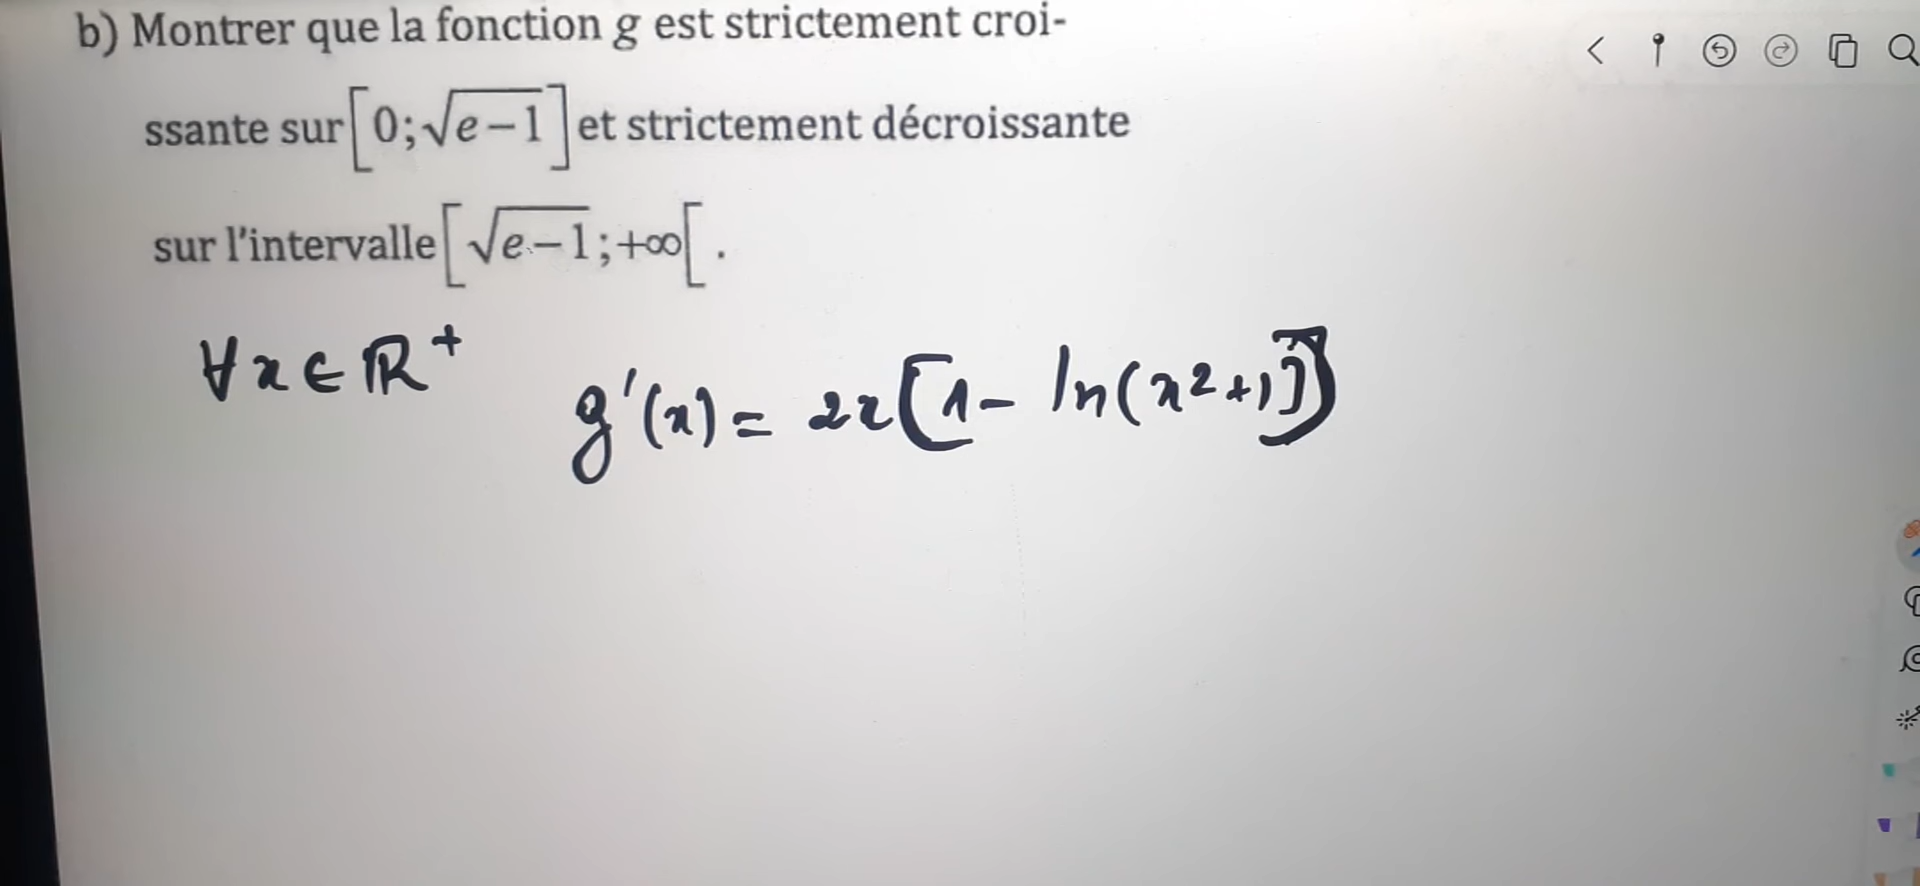 b) Montrer que la fonction g est strictement croi-
ssante sur [0;√e−1] et strictement décroissante
sur l'intervalle [√e−1;+∞[ .
∀x∈ℝ⁺
g'(x) = 2x[1 − ln(x²+1)]